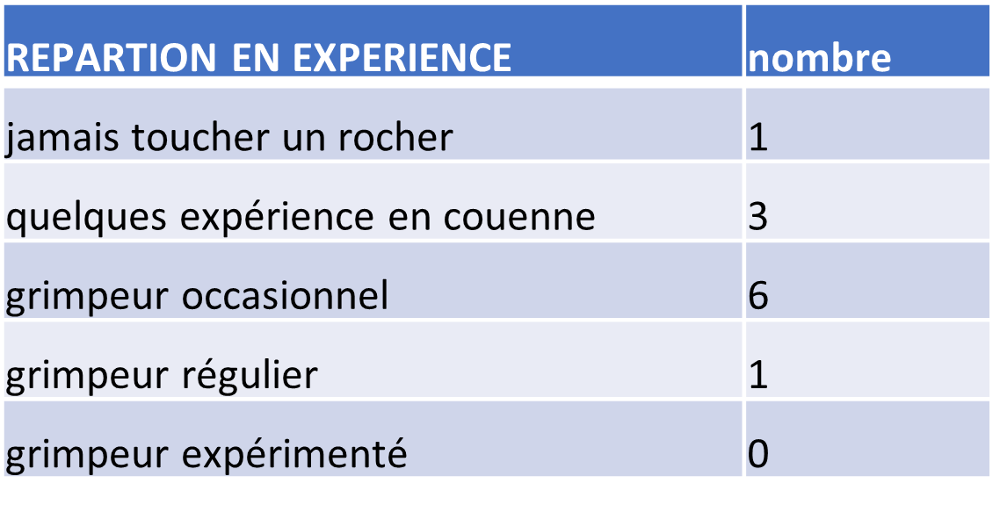 REPARTION EN EXPERIENCE nombre
jamais toucher un rocher 1
quelques expérience en couenne 3
grimpeur occasionnel 6
grimpeur régulier 1
grimpeur expérimenté 0